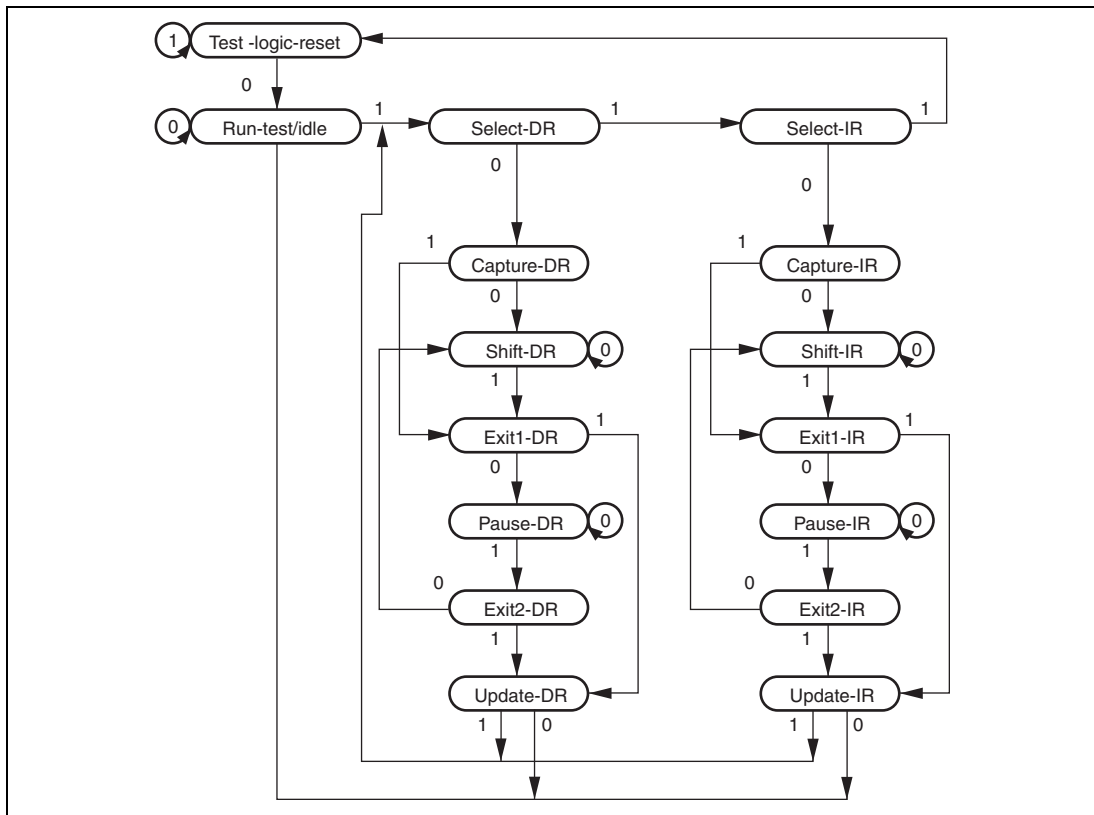 1 Test -logic-reset
0
0 Run-test/idle 1 Select-DR 1 Select-IR 1
0 0
1 1
Capture-DR Capture-IR
0 0
Shift-DR 0 Shift-IR 0
1 1
Exit1-DR 1 Exit1-IR 1
0 0
Pause-DR 0 Pause-IR 0
1 1
0 0
Exit2-DR Exit2-IR
1 1
Update-DR Update-IR
1 0 1 0